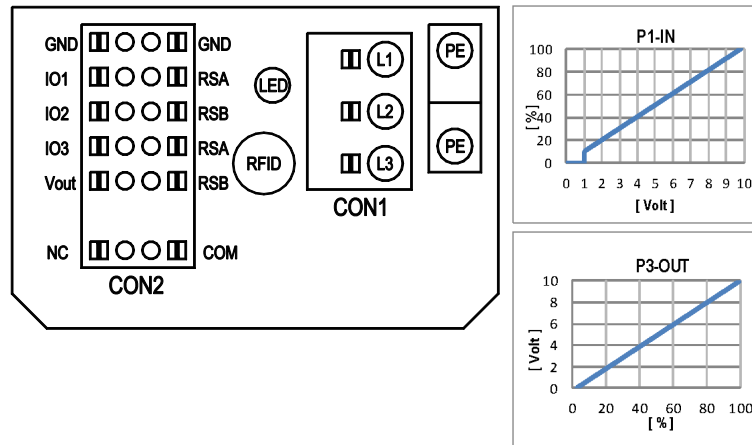 GND GND
IO1 RSA
IO2 RSB
IO3 RSA
Vout RSB
NC COM
CON2
LED
RFID
L1
L2
L3
CON1
PE
PE
P1-IN
[ %]
100
80
60
40
20
0
0 1 2 3 4 5 6 7 8 9 10
[ Volt ]
P3-OUT
[ Volt ]
10
8
6
4
2
0
0 20 40 60 80 100
[ % ]